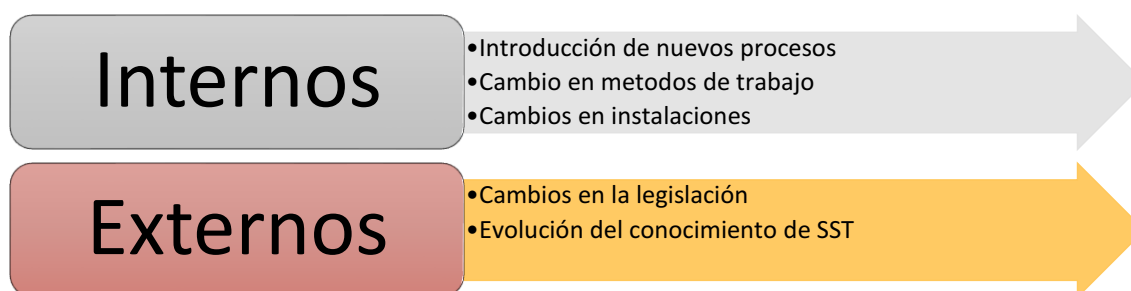 Internos
•Introducción de nuevos procesos
•Cambio en metodos de trabajo
•Cambios en instalaciones
Externos
•Cambios en la legislación
•Evolución del conocimiento de SST